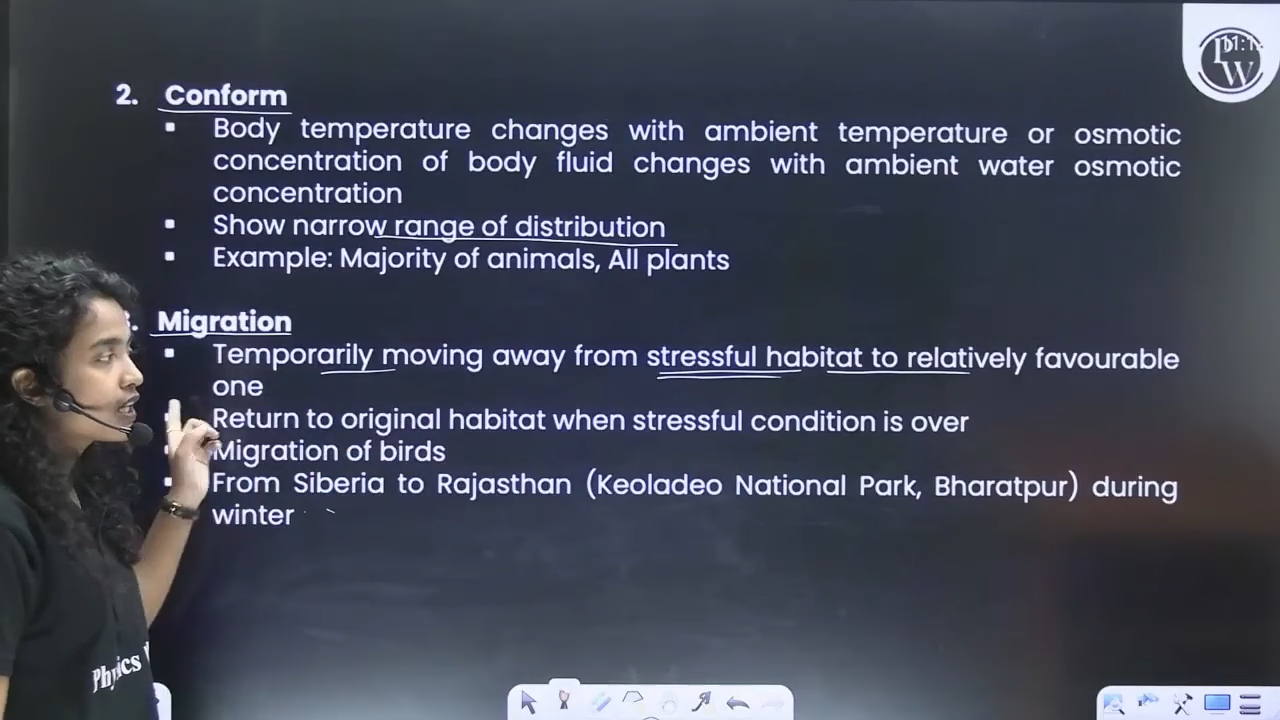 2. Conform
▪ Body temperature changes with ambient temperature or osmotic
concentration of body fluid changes with ambient water osmotic
concentration
▪ Show narrow range of distribution
▪ Example: Majority of animals, All plants
Migration
▪ Temporarily moving away from stressful habitat to relatively favourable
one
Return to original habitat when stressful condition is over
Migration of birds
From Siberia to Rajasthan (Keoladeo National Park, Bharatpur) during
winter
W